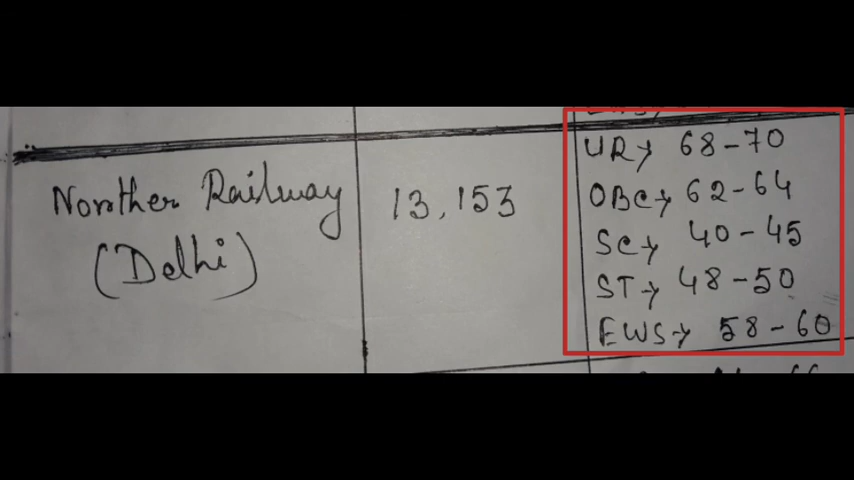 Norther Railway
(Delhi)
13,153
UR→ 68-70
OBC→ 62-64
SC→ 40-45
ST→ 48-50
EWS→ 58-60